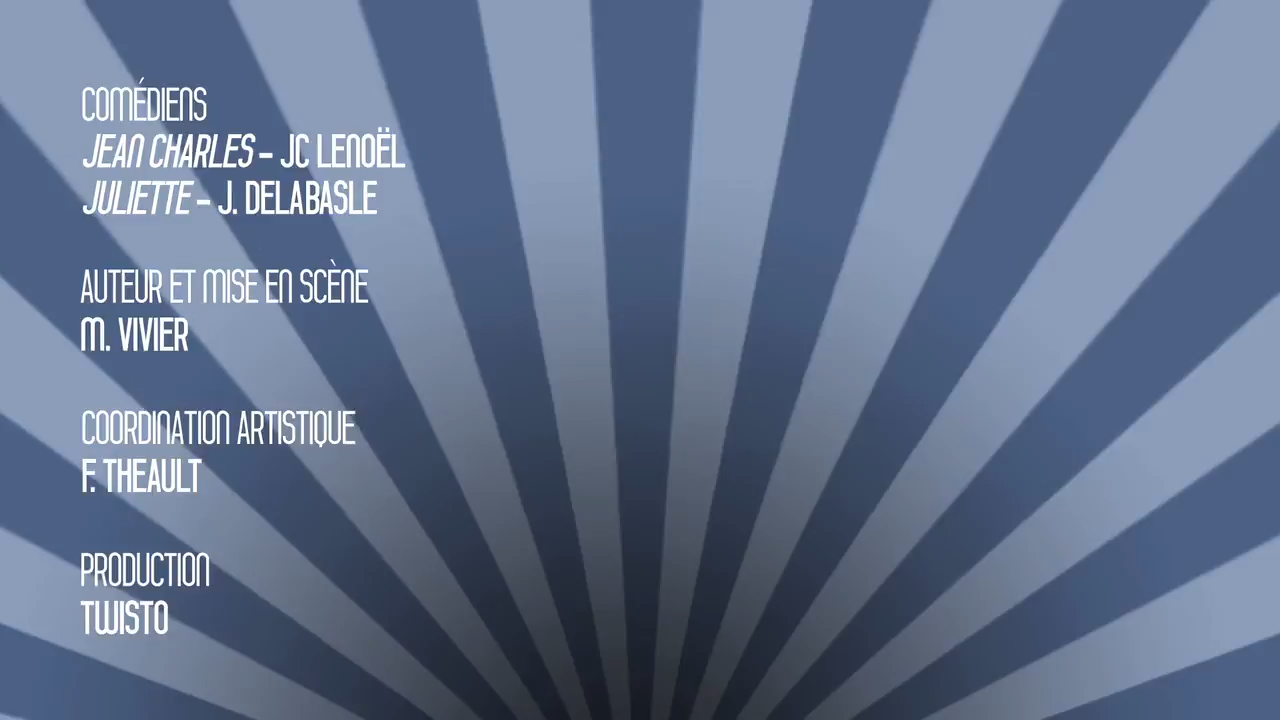 COMÉDIENS
JEAN CHARLES - JC LENOËL
JULIETTE - J. DELABASLE
AUTEUR ET MISE EN SCÈNE
M. VIVIER
COORDINATION ARTISTIQUE
F. THEAULT
PRODUCTION
TWISTO